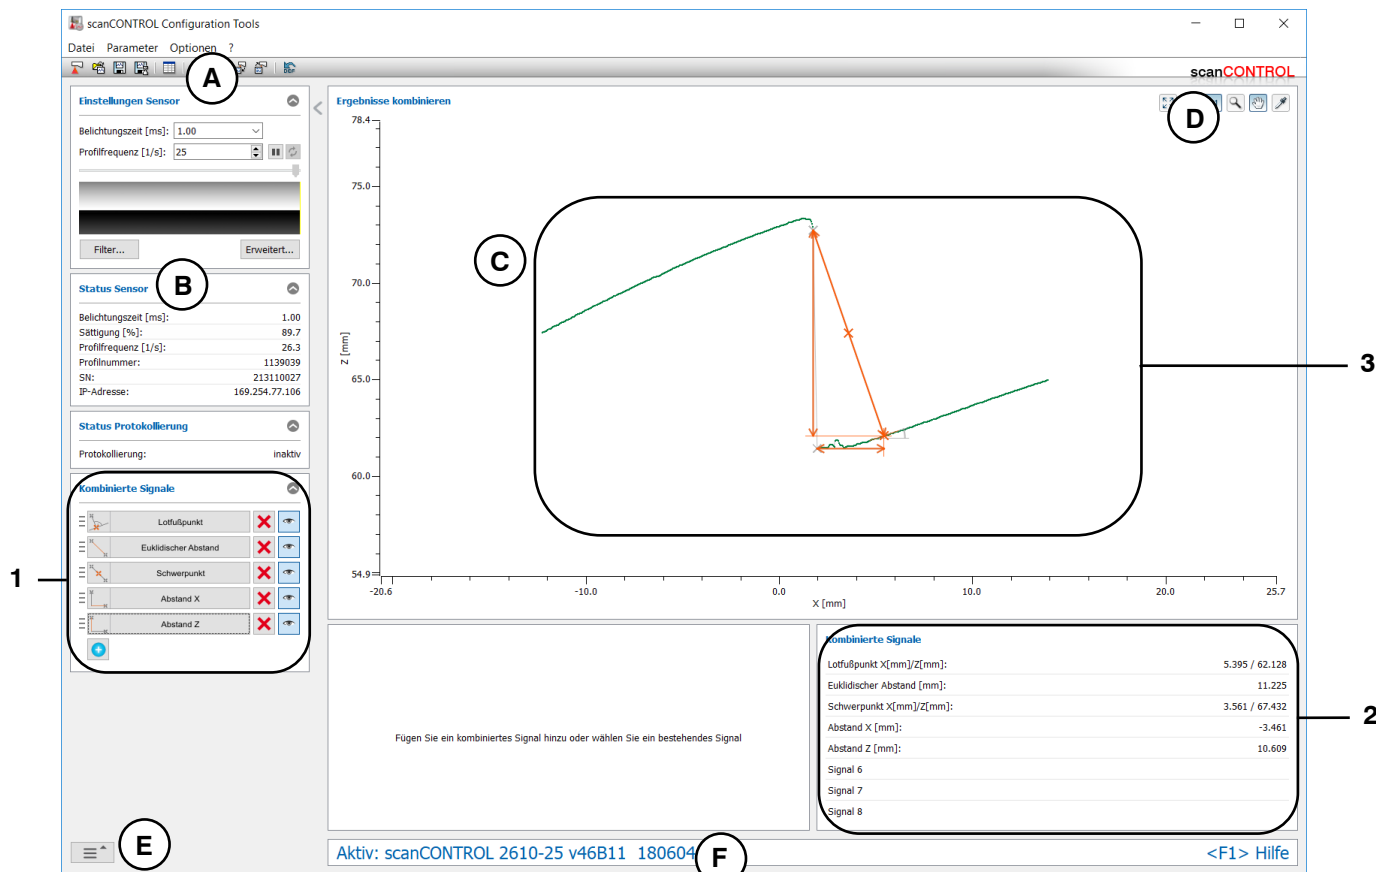 scanCONTROL Configuration Tools
Datei Parameter Optionen ?
A
scanCONTROL
Einstellungen Sensor
Belichtungszeit [ms]: 1.00
Profilfrequenz [1/s]: 25
Filter... Erweitert...
B
Status Sensor
Belichtungszeit [ms]: 1.00
Sättigung [%]: 89.7
Profilfrequenz [1/s]: 26.3
Profilnummer: 1139039
SN: 213110027
IP-Adresse: 169.254.77.106
Status Protokollierung
Protokollierung: inaktiv
Kombinierte Signale
Lotfußpunkt
Euklidischer Abstand
Schwerpunkt
Abstand X
Abstand Z
1
Ergebnisse kombinieren
D
78.4
75.0
70.0
65.0
60.0
54.9
Z [mm]
C
3
-20.6 -10.0 0.0 10.0 20.0 25.7
X [mm]
Fügen Sie ein kombiniertes Signal hinzu oder wählen Sie ein bestehendes Signal
Kombinierte Signale
Lotfußpunkt X[mm]/Z[mm]: 5.395 / 62.128
Euklidischer Abstand [mm]: 11.225
Schwerpunkt X[mm]/Z[mm]: 3.561 / 67.432
Abstand X [mm]: -3.461
Abstand Z [mm]: 10.609
Signal 6
Signal 7
Signal 8
2
E
Aktiv: scanCONTROL 2610-25 v46B11 180604
F
<F1> Hilfe